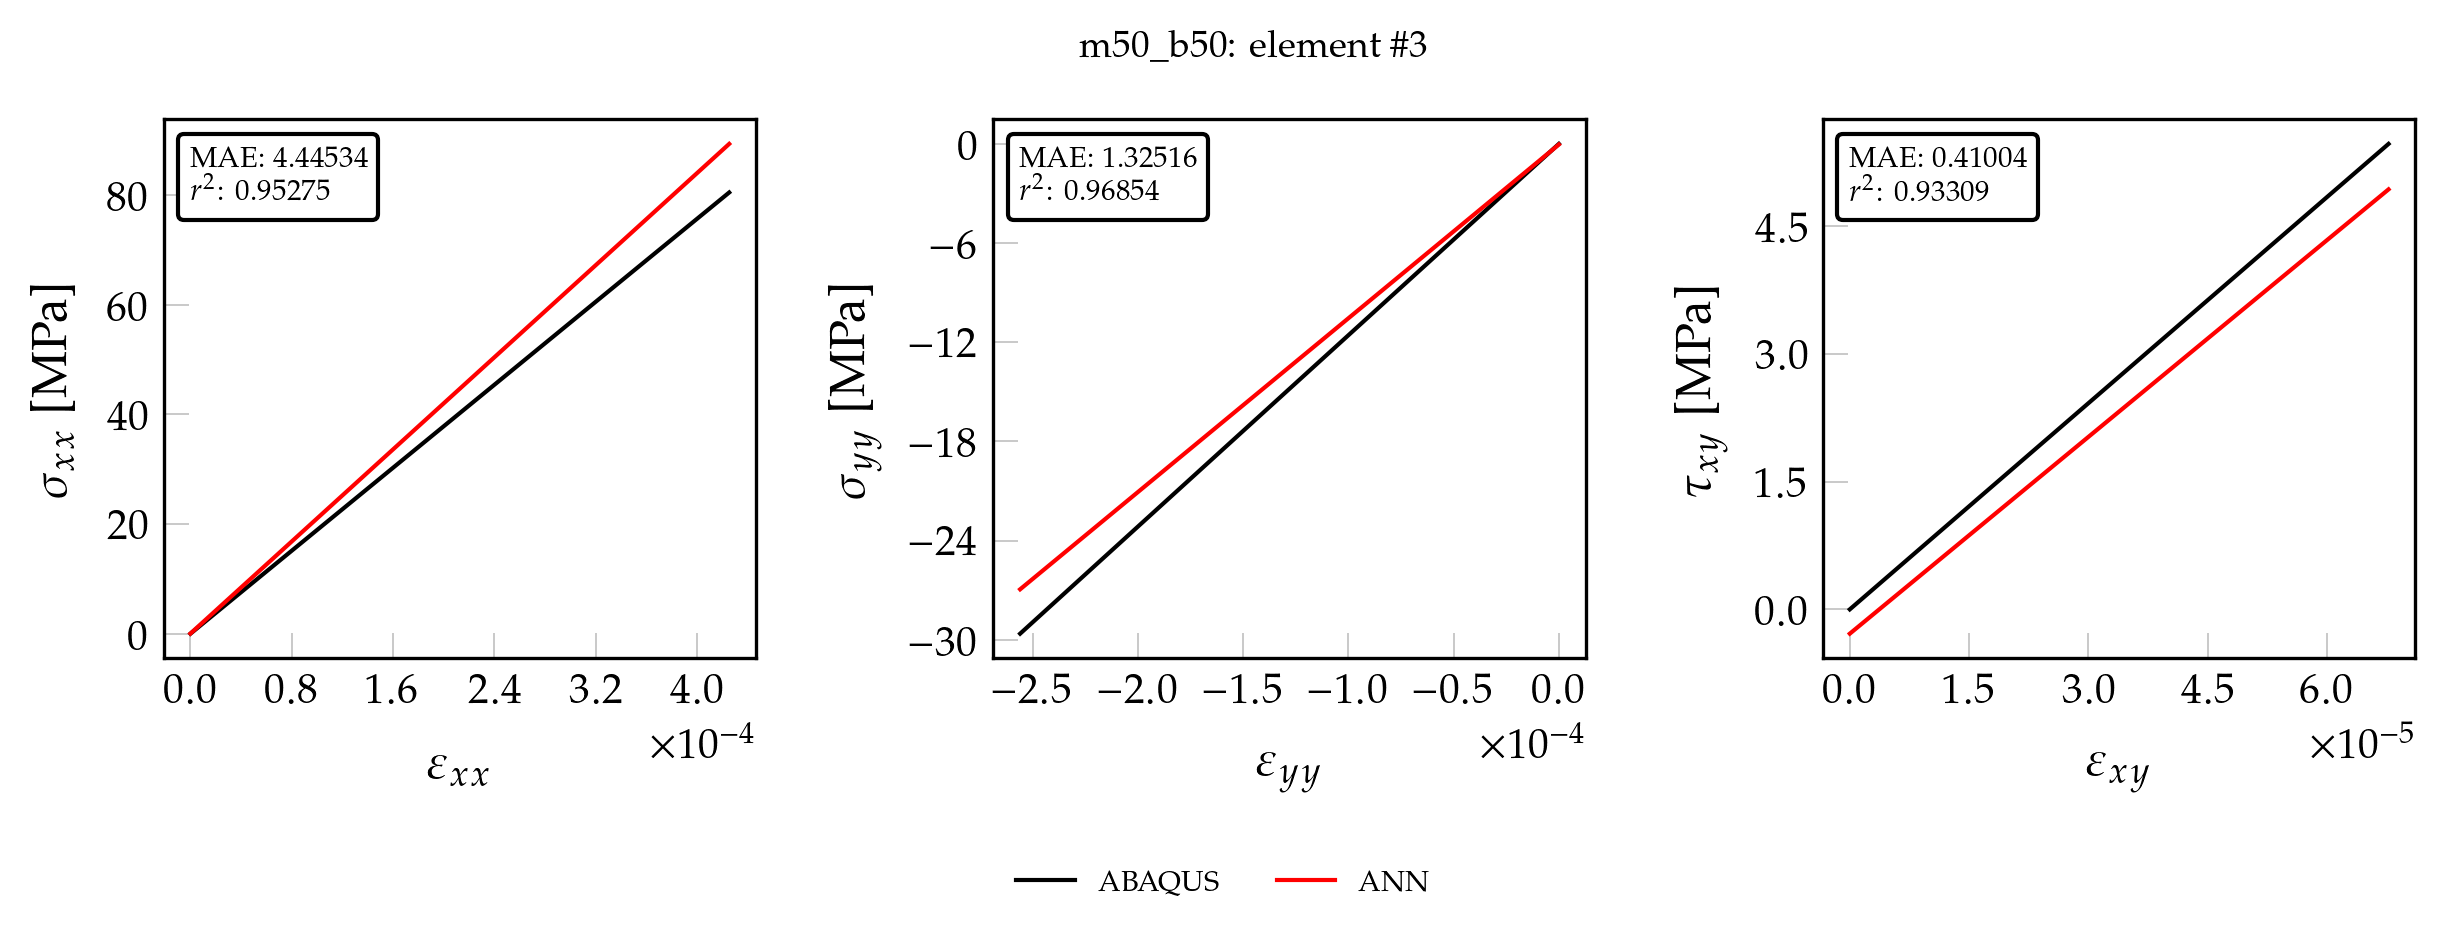 m50_b50: element #3
MAE: 4.44534
r²: 0.95275
σxx [MPa]
80
60
40
20
0
0.0 0.8 1.6 2.4 3.2 4.0
×10⁻⁴
εxx
MAE: 1.32516
r²: 0.96854
σyy [MPa]
0
−6
−12
−18
−24
−30
−2.5 −2.0 −1.5 −1.0 −0.5 0.0
×10⁻⁴
εyy
MAE: 0.41004
r²: 0.93309
τxy [MPa]
4.5
3.0
1.5
0.0
0.0 1.5 3.0 4.5 6.0
×10⁻⁵
εxy
ABAQUS ANN